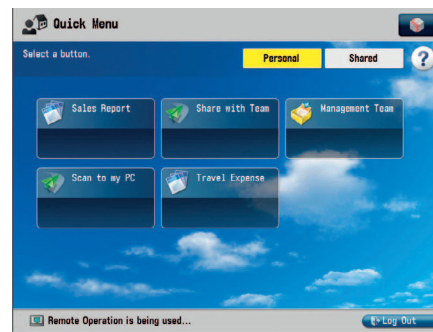 Quick Menu
Select a button.
Personal
Shared
?
Sales Report
Share with Team
Management Team
Scan to my PC
Travel Expense
Remote Operation is being used...
Log Out